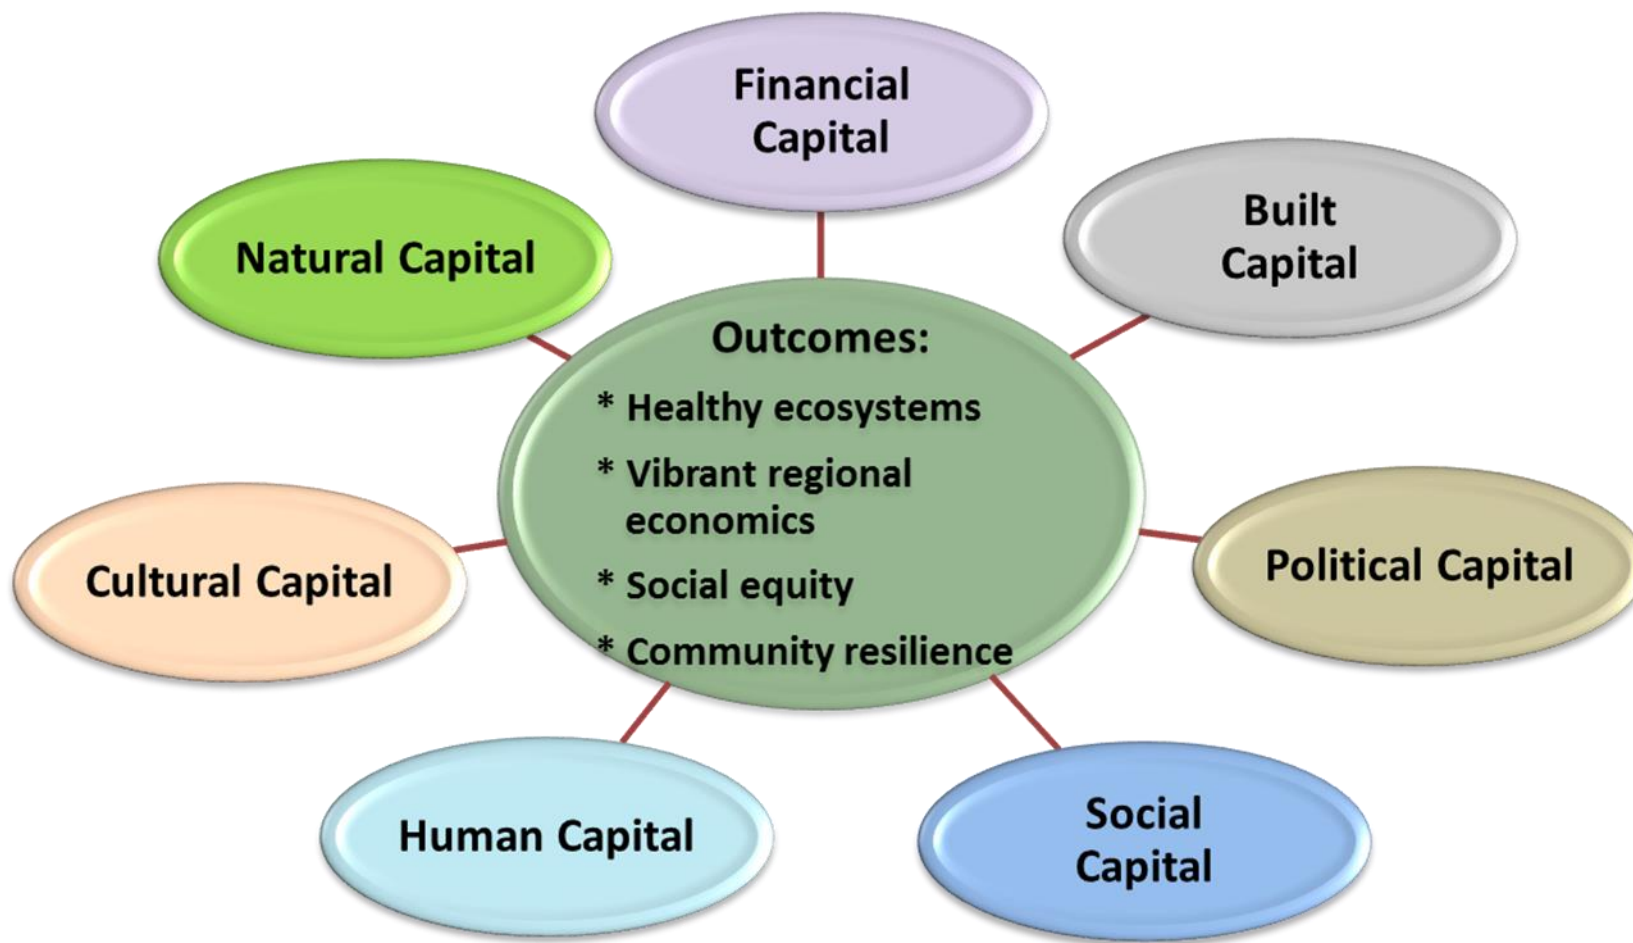 Financial
Capital
Built
Capital
Natural Capital
Outcomes:
* Healthy ecosystems
* Vibrant regional
economics
* Social equity
* Community resilience
Political Capital
Cultural Capital
Human Capital
Social
Capital